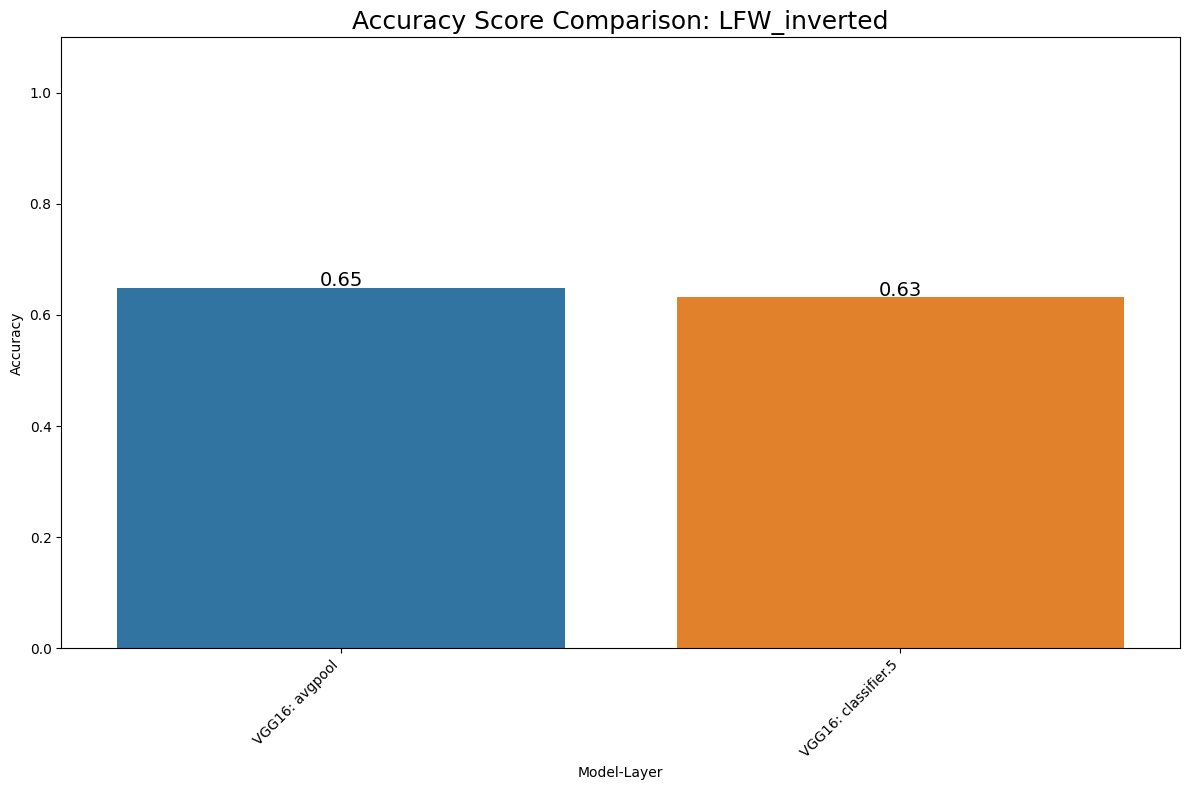 Accuracy Score Comparison: LFW_inverted
1.0
0.8
0.6
0.4
0.2
0.0
Accuracy
0.65
0.63
VGG16: avgpool
VGG16: classifier.5
Model-Layer